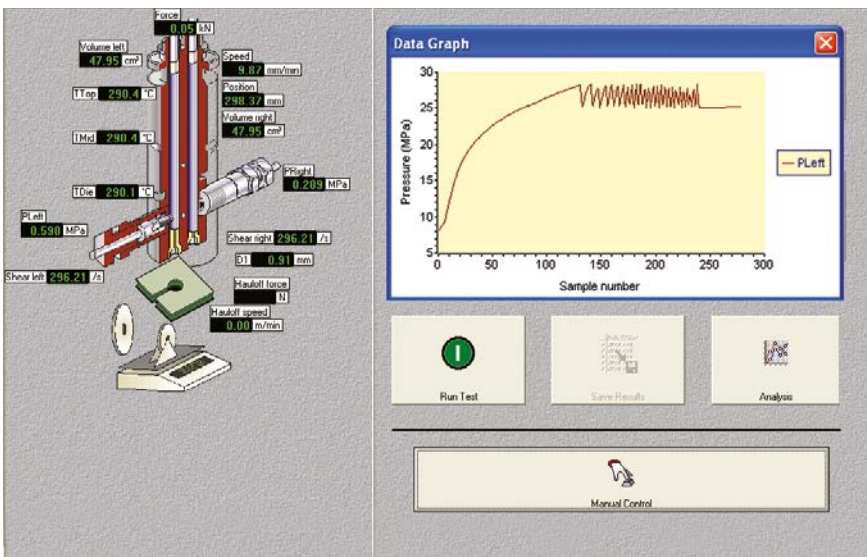 Force
0.05 kN
Volume left
47.95 cm³
Speed
9.87 mm/min
TTop 290.4 °C
Position
298.37 mm
Volume right
47.95 cm³
TMid 290.4 °C
TDie 290.1 °C
PRight
0.209 MPa
PLeft
0.590 MPa
Shear right 296.21 /s
D1 0.91 mm
Shear left 296.21 /s
Hauloff force
N
Hauloff speed
0.00 m/min
Data Graph
Pressure (MPa)
30
25
20
15
10
5
0 50 100 150 200 250 300
Sample number
PLeft
Run Test
Save Results
Analysis
Manual Control